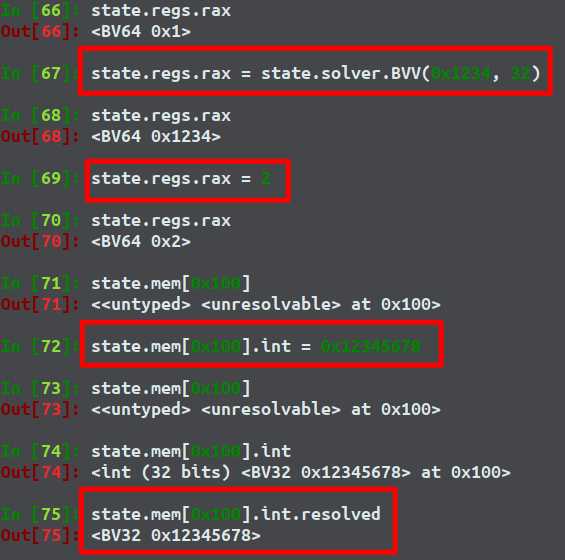 In [66]: state.regs.rax
Out[66]: <BV64 0x1>
In [67]: state.regs.rax = state.solver.BVV(0x1234, 32)
In [68]: state.regs.rax
Out[68]: <BV64 0x1234>
In [69]: state.regs.rax = 2
In [70]: state.regs.rax
Out[70]: <BV64 0x2>
In [71]: state.mem[0x100]
Out[71]: <<untyped> <unresolvable> at 0x100>
In [72]: state.mem[0x100].int = 0x12345678
In [73]: state.mem[0x100]
Out[73]: <<untyped> <unresolvable> at 0x100>
In [74]: state.mem[0x100].int
Out[74]: <int (32 bits) <BV32 0x12345678> at 0x100>
In [75]: state.mem[0x100].int.resolved
Out[75]: <BV32 0x12345678>